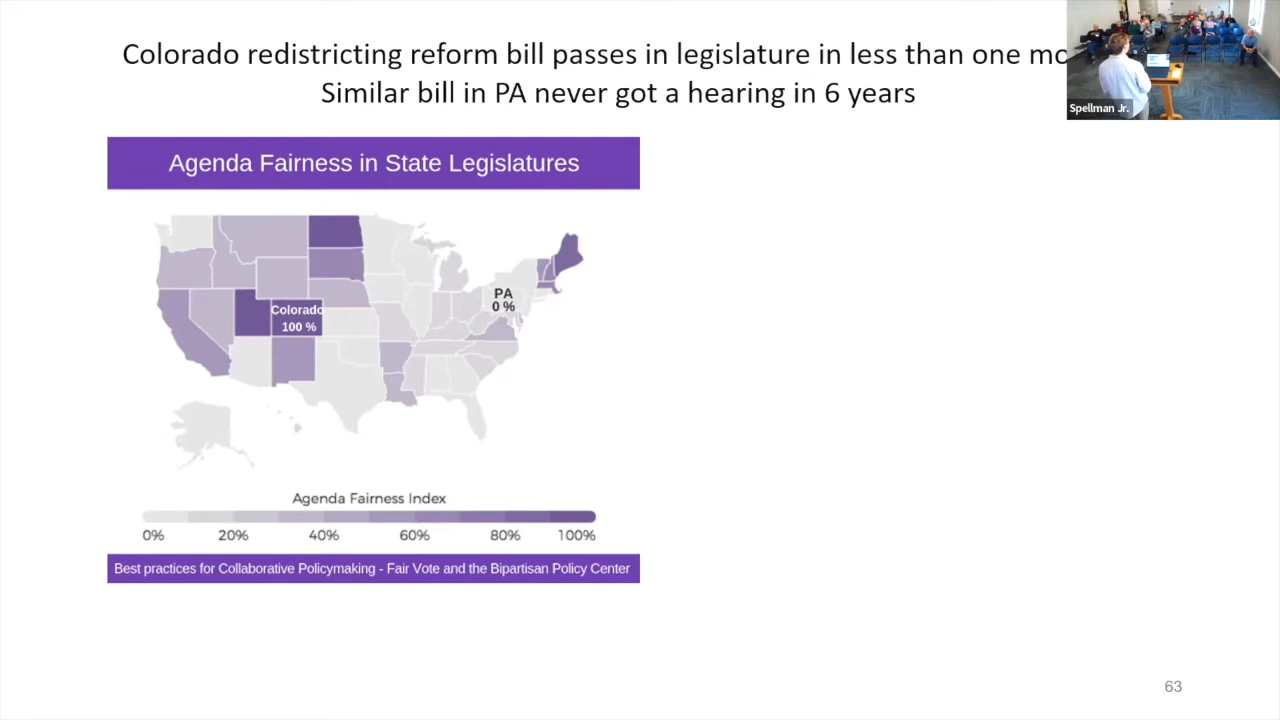 Colorado redistricting reform bill passes in legislature in less than one
Similar bill in PA never got a hearing in 6 years
Spellman Jr.
Agenda Fairness in State Legislatures
PA
0 %
Colorado
100 %
Agenda Fairness Index
0% 20% 40% 60% 80% 100%
Best practices for Collaborative Policymaking - Fair Vote and the Bipartisan Policy Center
63